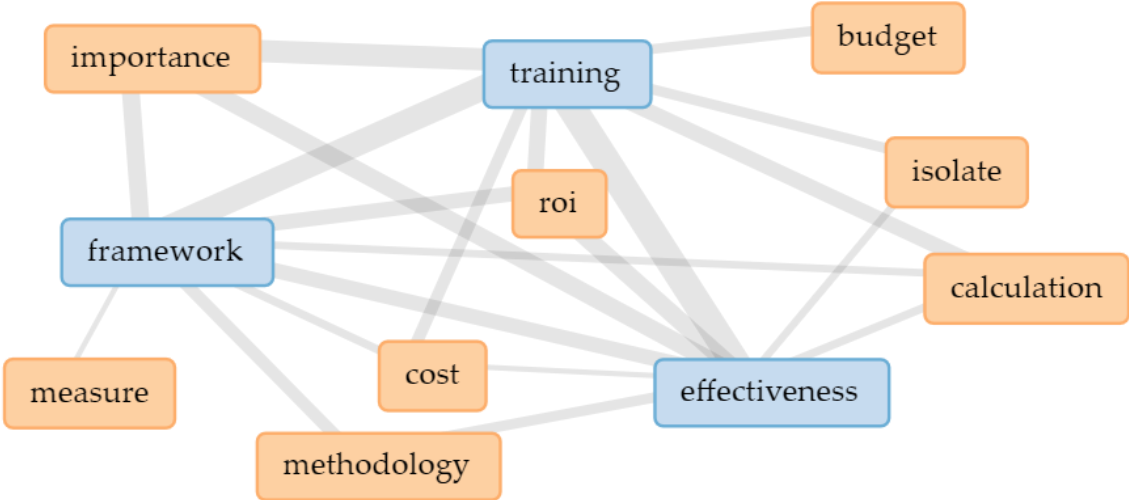 budget
importance
training
isolate
roi
framework
calculation
cost
measure
effectiveness
methodology